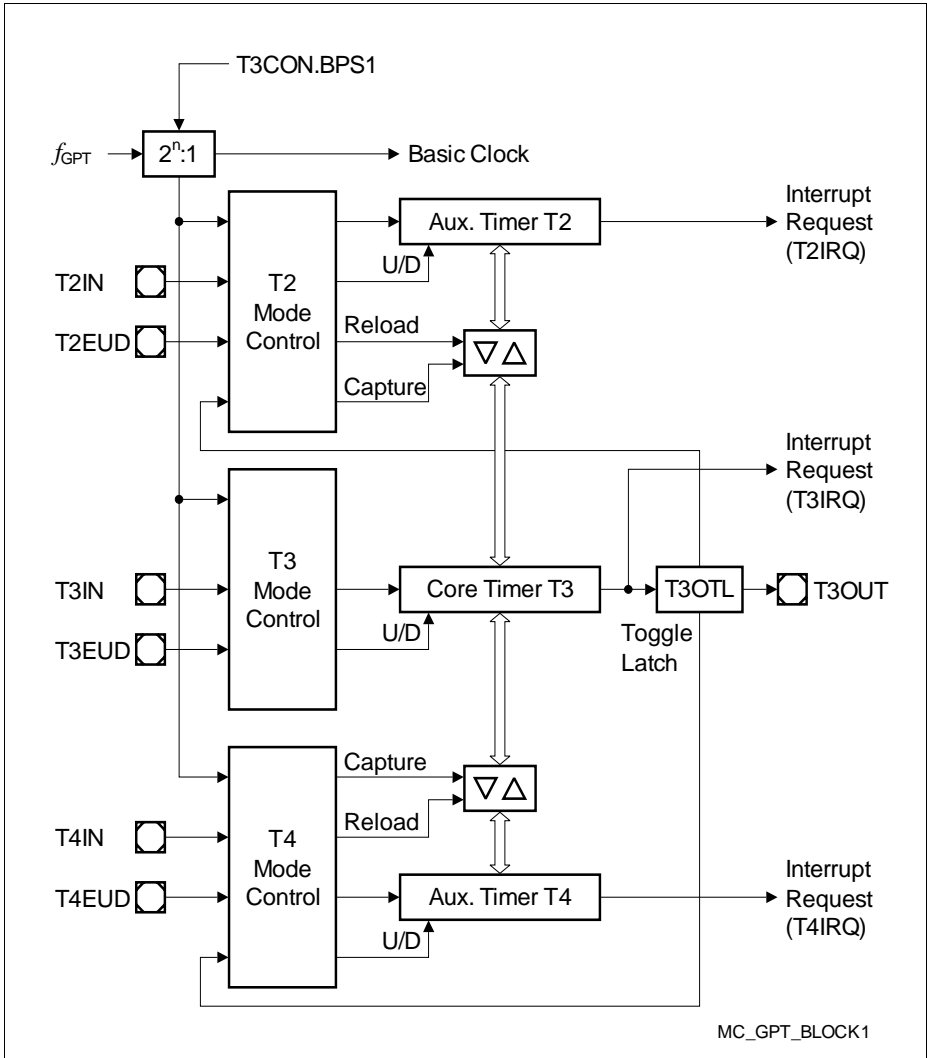 T3CON.BPS1
fGPT
2ⁿ:1
Basic Clock
Aux. Timer T2
Interrupt
Request
(T2IRQ)
U/D
T2IN
T2
Mode
Control
T2EUD
Reload
Capture
Interrupt
Request
(T3IRQ)
T3
Mode
Control
T3IN
Core Timer T3
T3OTL
T3OUT
U/D
T3EUD
Toggle
Latch
Capture
Reload
T4IN
T4
Mode
Control
T4EUD
Aux. Timer T4
Interrupt
Request
(T4IRQ)
U/D
MC_GPT_BLOCK1